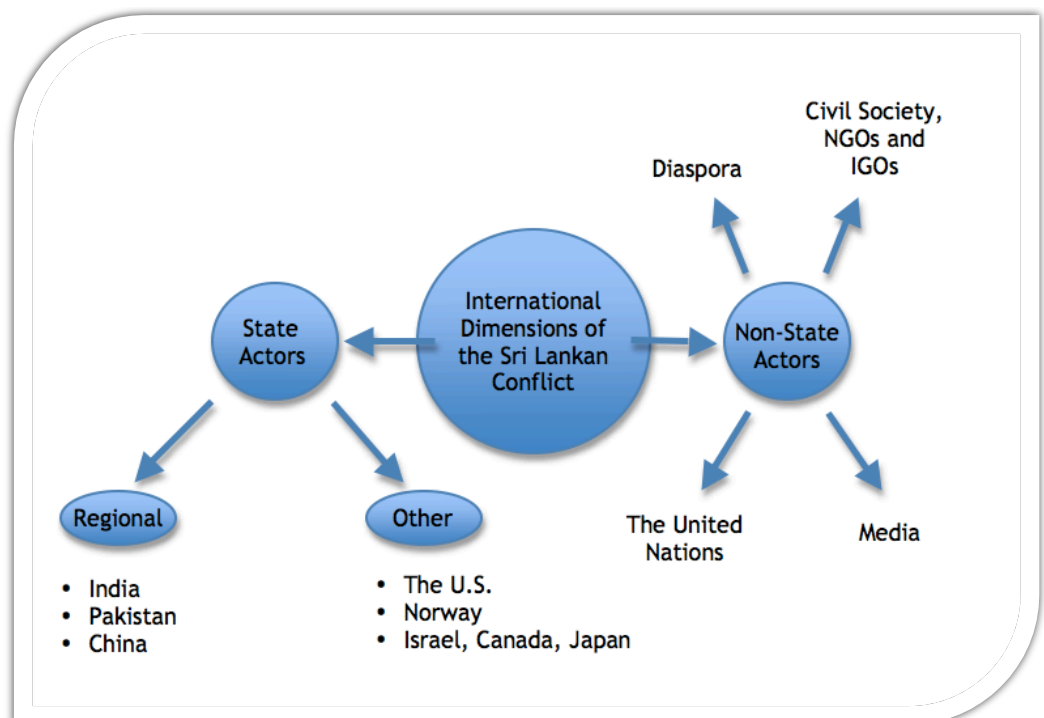 Civil Society,
NGOs and
IGOs
Diaspora
International
Dimensions of
the Sri Lankan
Conflict
State
Actors
Non-State
Actors
Regional
Other
The United
Nations
Media
• India
• Pakistan
• China
• The U.S.
• Norway
• Israel, Canada, Japan